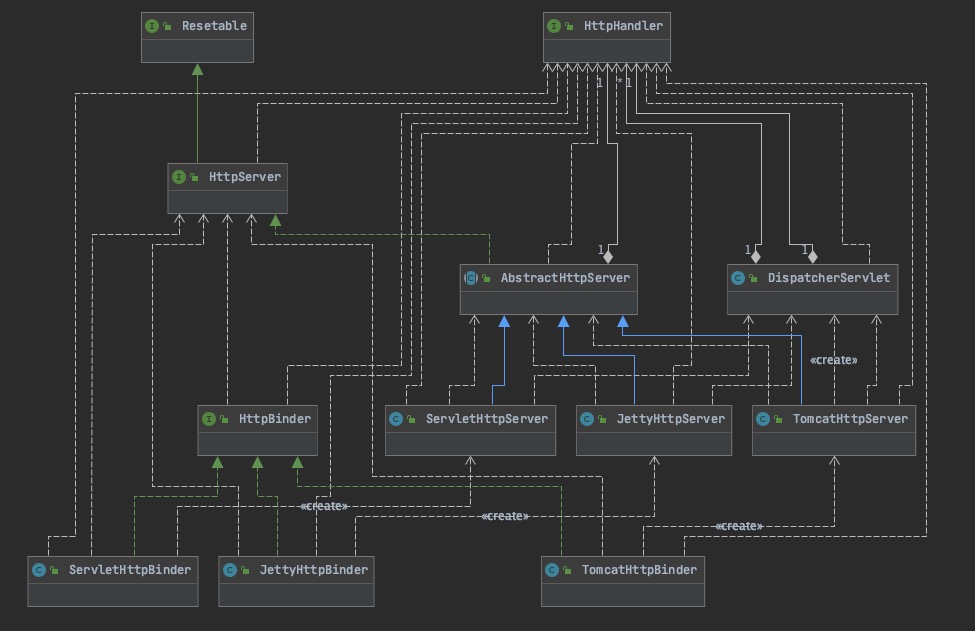 Resetable
HttpHandler
1
*
1
HttpServer
1
1
1
AbstractHttpServer
DispatcherServlet
«create»
HttpBinder
ServletHttpServer
JettyHttpServer
TomcatHttpServer
«create»
«create»
«create»
ServletHttpBinder
JettyHttpBinder
TomcatHttpBinder